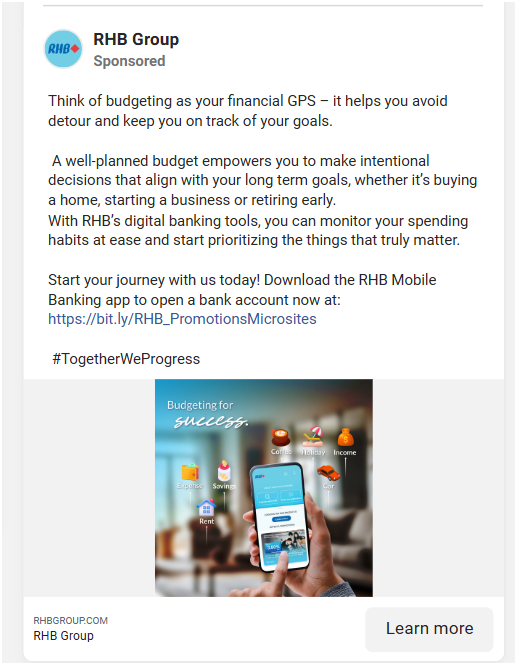 RHB
RHB Group
Sponsored
Think of budgeting as your financial GPS – it helps you avoid
detour and keep you on track of your goals.
A well-planned budget empowers you to make intentional
decisions that align with your long term goals, whether it's buying
a home, starting a business or retiring early.
With RHB's digital banking tools, you can monitor your spending
habits at ease and start prioritizing the things that truly matter.
Start your journey with us today! Download the RHB Mobile
Banking app to open a bank account now at:
https://bit.ly/RHB_PromotionsMicrosites
#TogetherWeProgress
Budgeting for
success.
Coffee
Holiday
Income
Expense
Savings
Car
Rent
RHBGROUP.COM
RHB Group
Learn more